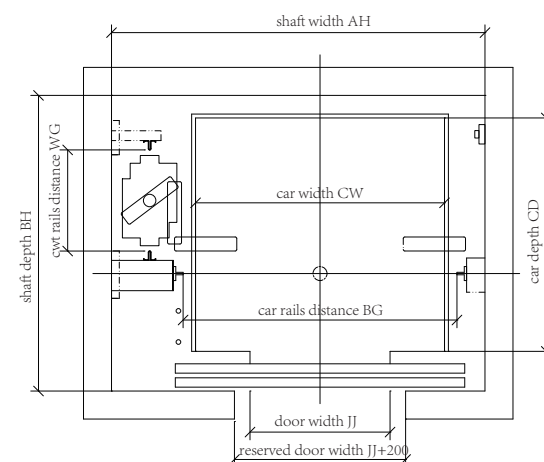 shaft width AH
cwt rails distance WG
shaft depth BH
car width CW
car depth CD
car rails distance BG
door width JJ
reserved door width JJ+200